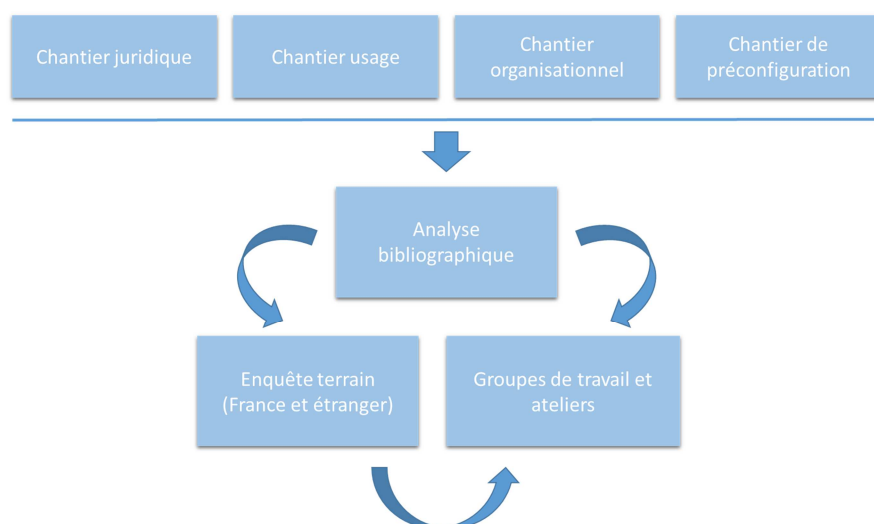 Chantier juridique
Chantier usage
Chantier
organisationnel
Chantier de
préconfiguration
Analyse
bibliographique
Enquête terrain
(France et étranger)
Groupes de travail et
ateliers